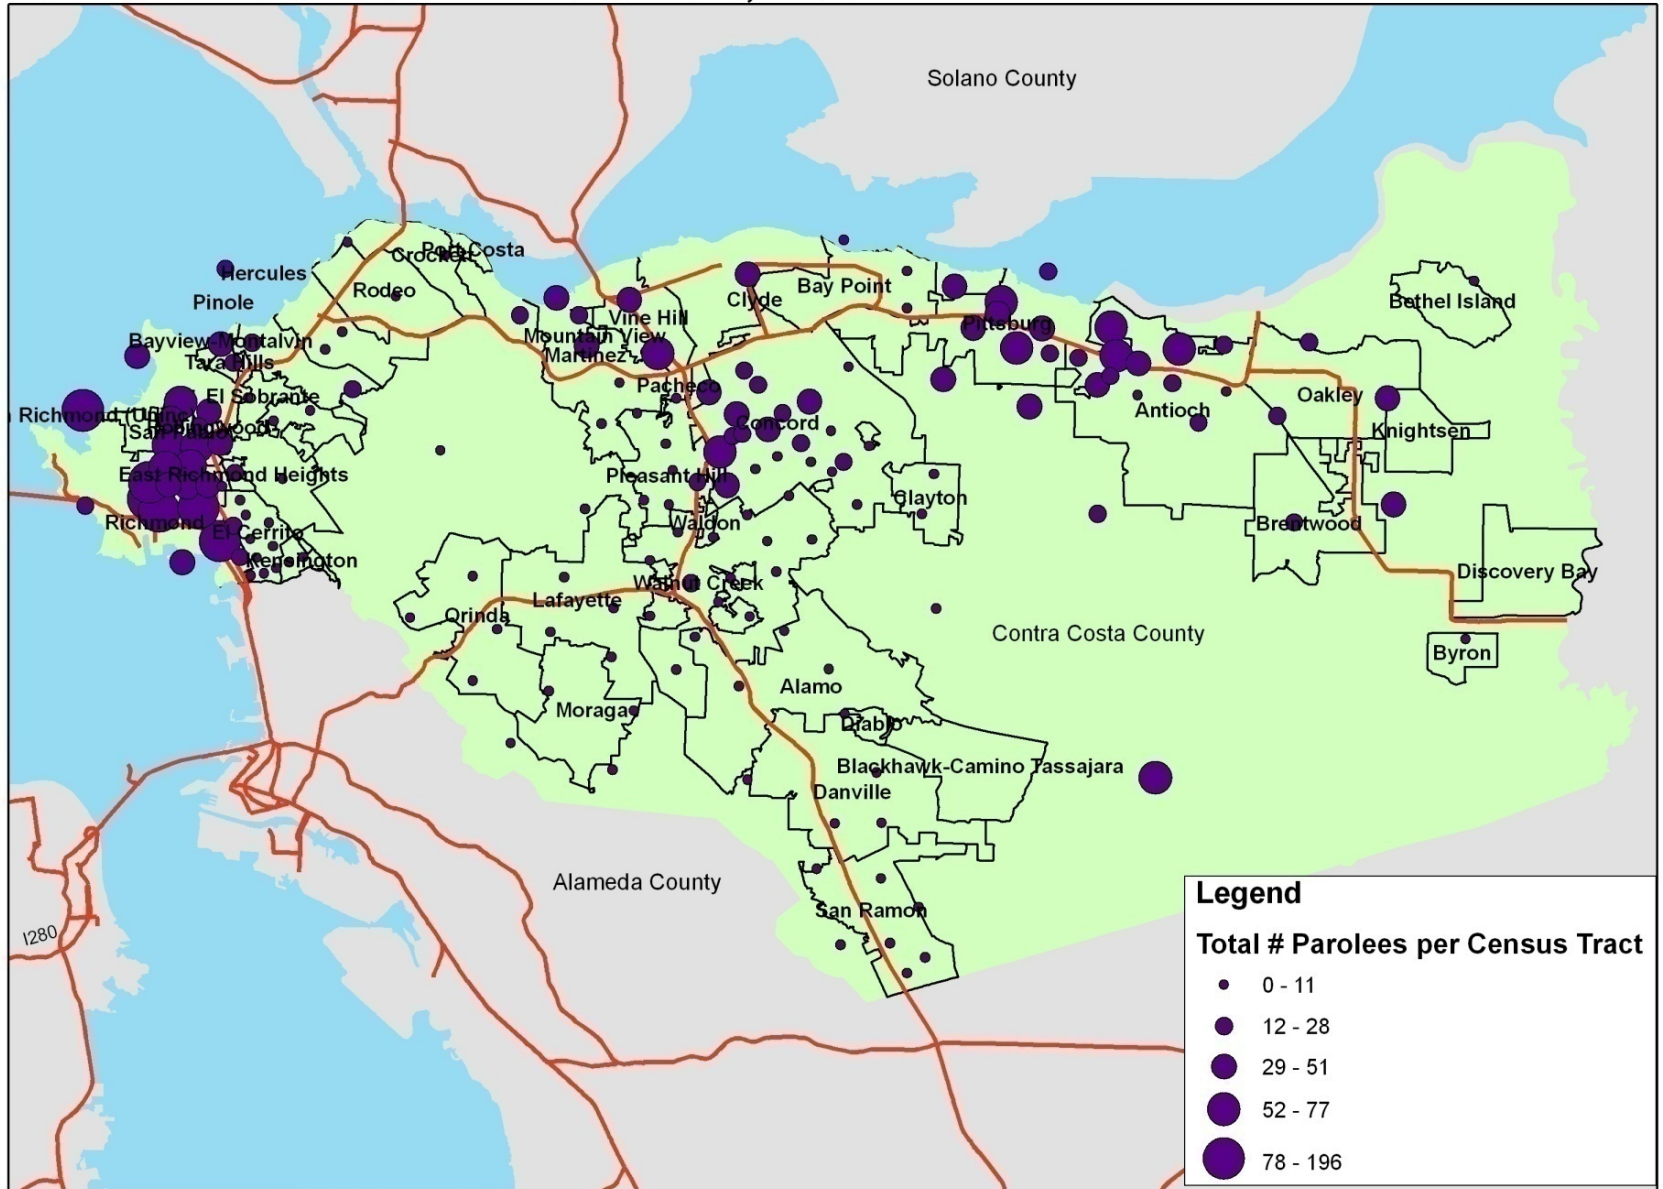 Solano County
Port Costa
Crockett
Hercules
Rodeo
Pinole
Bay Point
Clyde
Bethel Island
Vine Hill
Pittsburg
Mountain View
Bayview-Montalvin
Martinez
Tara Hills
Pacheco
El Sobrante
Oakley
Antioch
Richmond (Uninc)
Concord
Knightsen
San Pablo
East Richmond Heights
Pleasant Hill
Clayton
Richmond
Waldon
Brentwood
El Cerrito
Kensington
Discovery Bay
Walnut Creek
Lafayette
Orinda
Contra Costa County
Byron
Alamo
Moraga
Diablo
Blackhawk-Camino Tassajara
Danville
Alameda County
San Ramon
I280
Legend
Total # Parolees per Census Tract
0 - 11
12 - 28
29 - 51
52 - 77
78 - 196